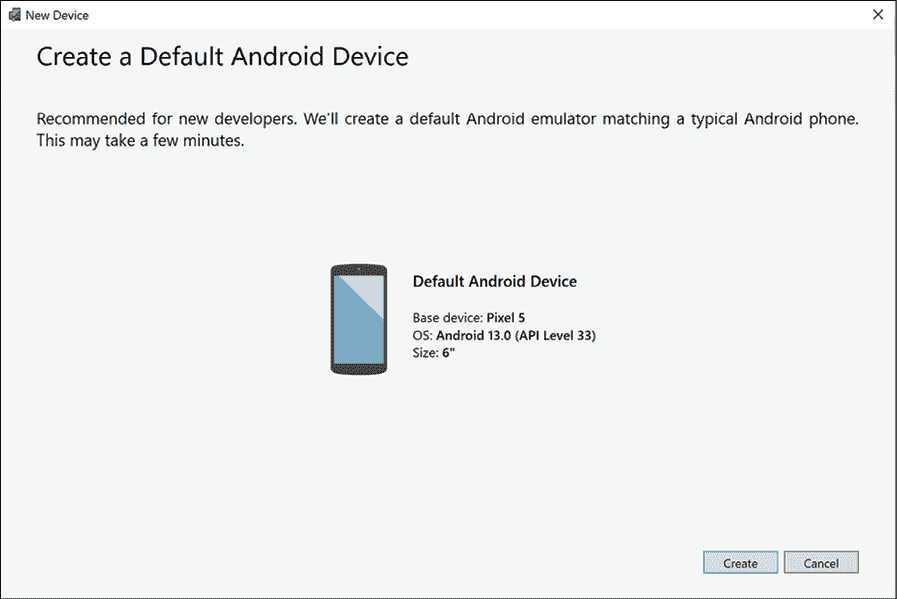 New Device
Create a Default Android Device
Recommended for new developers. We'll create a default Android emulator matching a typical Android phone.
This may take a few minutes.
Default Android Device
Base device: Pixel 5
OS: Android 13.0 (API Level 33)
Size: 6"
Create
Cancel